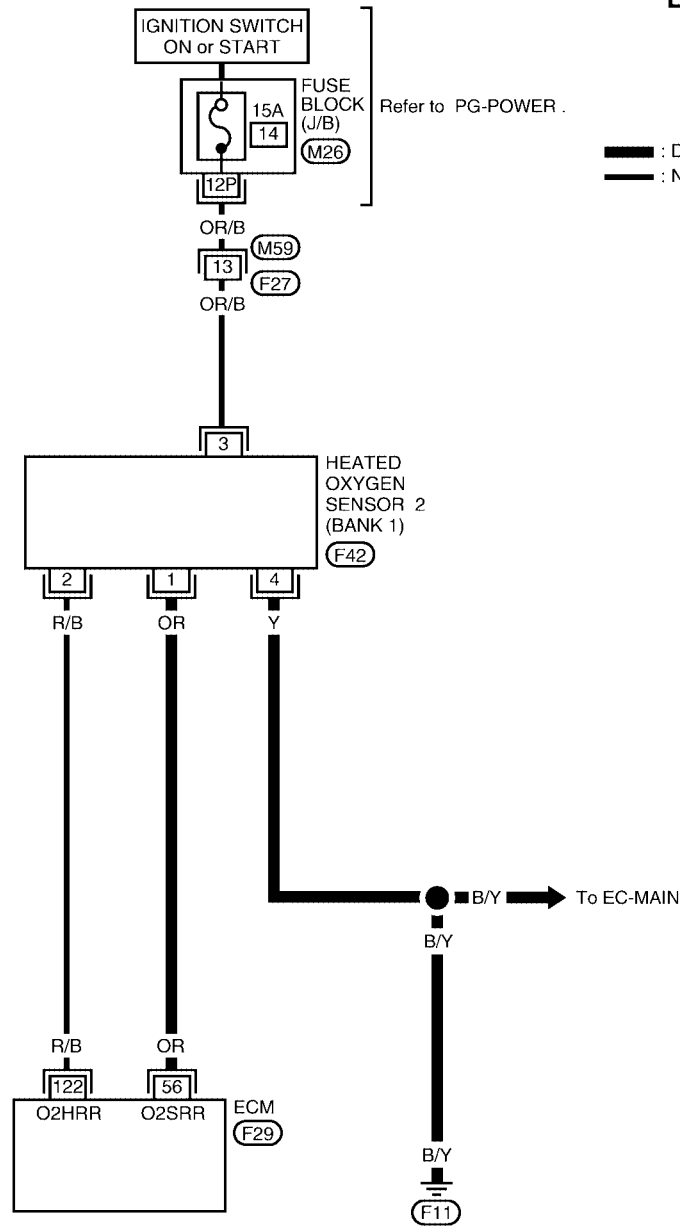 IGNITION SWITCH
ON or START
FUSE
BLOCK
(J/B)
M26
15A
14
Refer to PG-POWER .
: D
: N
12P
OR/B
M59
13
F27
OR/B
3
HEATED
OXYGEN
SENSOR 2
(BANK 1)
F42
2
1
4
R/B
OR
Y
B/Y
To EC-MAIN
B/Y
R/B
OR
122
56
O2HRR
O2SRR
ECM
F29
B/Y
F11